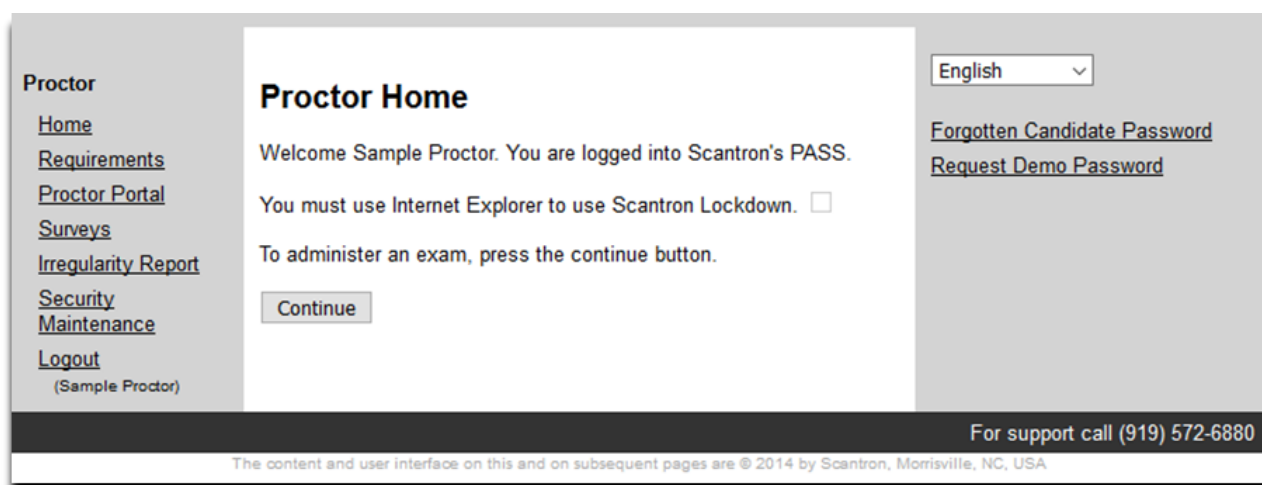 Proctor
Home
Requirements
Proctor Portal
Surveys
Irregularity Report
Security
Maintenance
Logout
(Sample Proctor)
Proctor Home
Welcome Sample Proctor. You are logged into Scantron's PASS.
You must use Internet Explorer to use Scantron Lockdown.
To administer an exam, press the continue button.
Continue
English
Forgotten Candidate Password
Request Demo Password
For support call (919) 572-6880
The content and user interface on this and on subsequent pages are © 2014 by Scantron, Morrisville, NC, USA